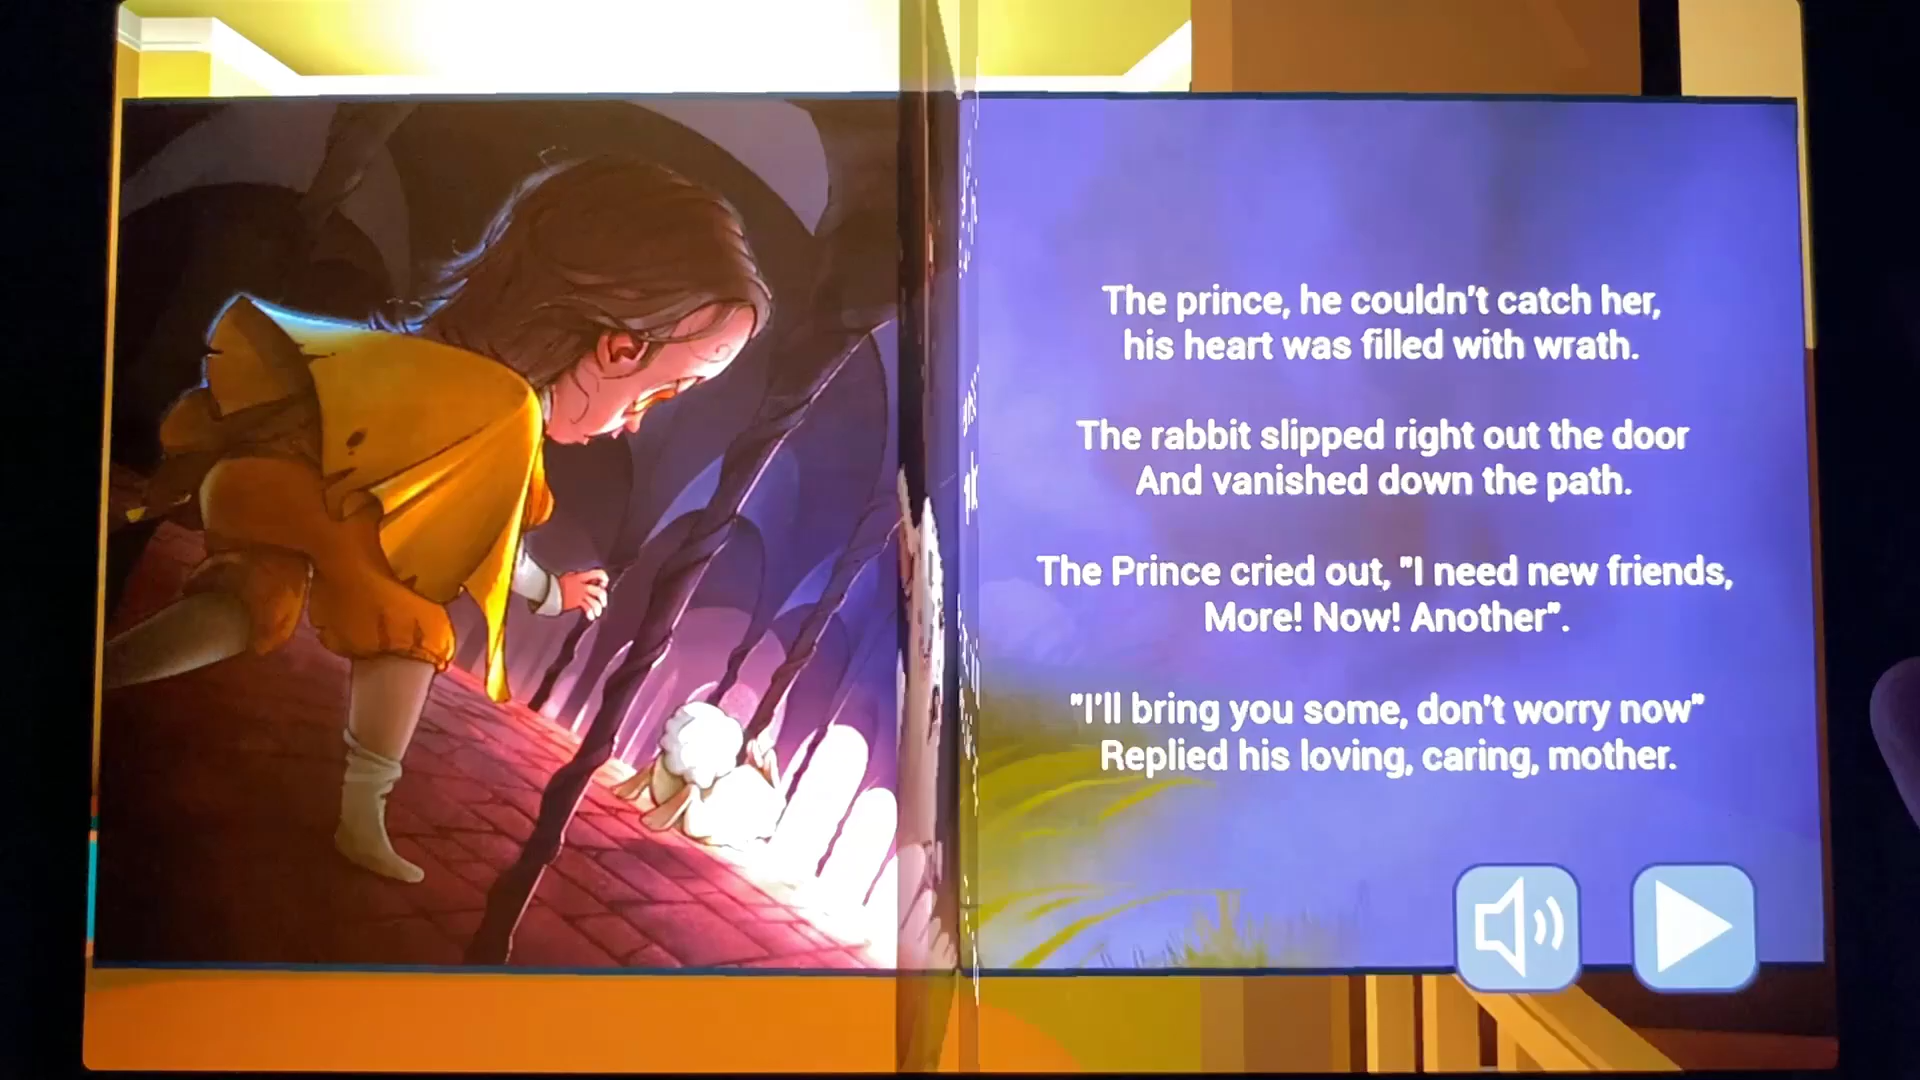 The prince, he couldn't catch her,
his heart was filled with wrath.
The rabbit slipped right out the door
And vanished down the path.
The Prince cried out, "I need new friends,
More! Now! Another".
"I'll bring you some, don't worry now"
Replied his loving, caring, mother.